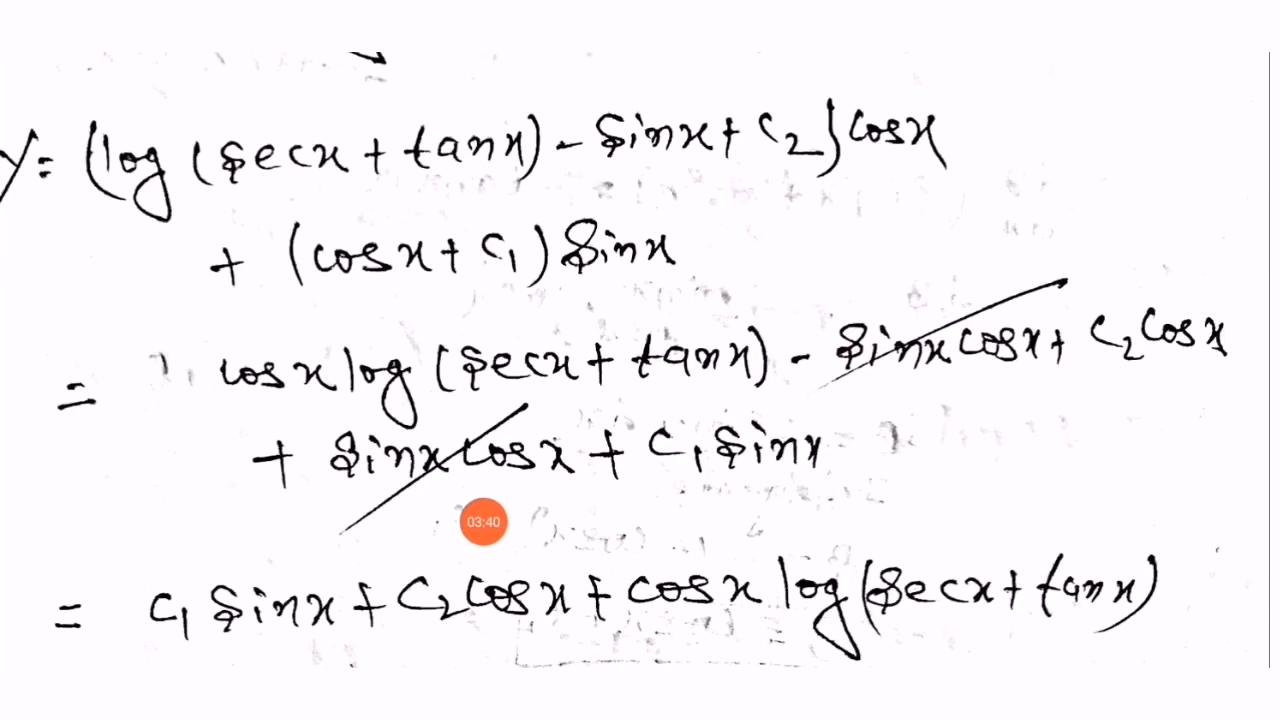 y = (log (secx + tanx) - sinx + c₂) cosx
+ (cosx + c₁) sinx
= cosx log (secx + tanx) - sinx cosx + c₂ cosx
+ sinx cosx + c₁ sinx
03:40
= c₁ sinx + c₂ cosx + cosx log (secx + tanx)